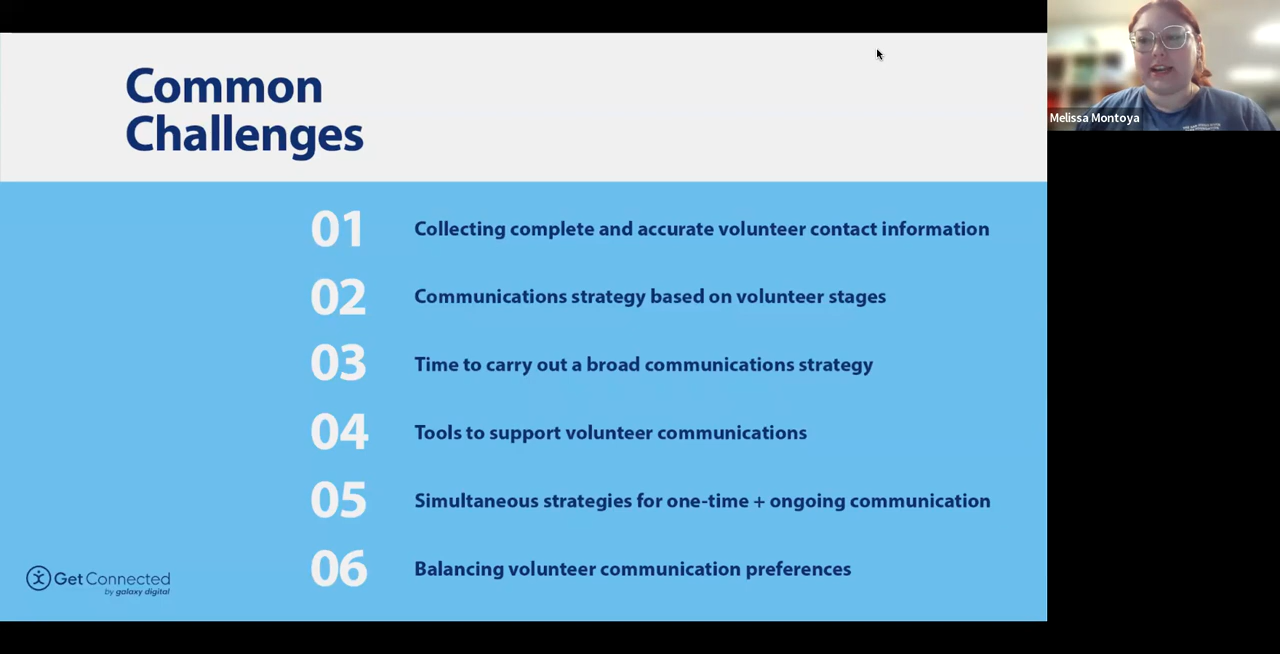 Common
Challenges
01 Collecting complete and accurate volunteer contact information
02 Communications strategy based on volunteer stages
03 Time to carry out a broad communications strategy
04 Tools to support volunteer communications
05 Simultaneous strategies for one-time + ongoing communication
06 Balancing volunteer communication preferences
GetConnected
by galaxy digital
Melissa Montoya